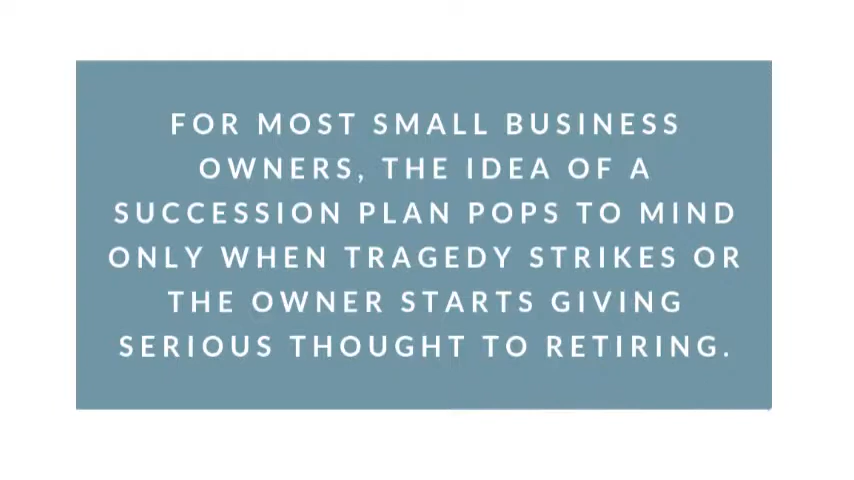 FOR MOST SMALL BUSINESS
OWNERS, THE IDEA OF A
SUCCESSION PLAN POPS TO MIND
ONLY WHEN TRAGEDY STRIKES OR
THE OWNER STARTS GIVING
SERIOUS THOUGHT TO RETIRING.